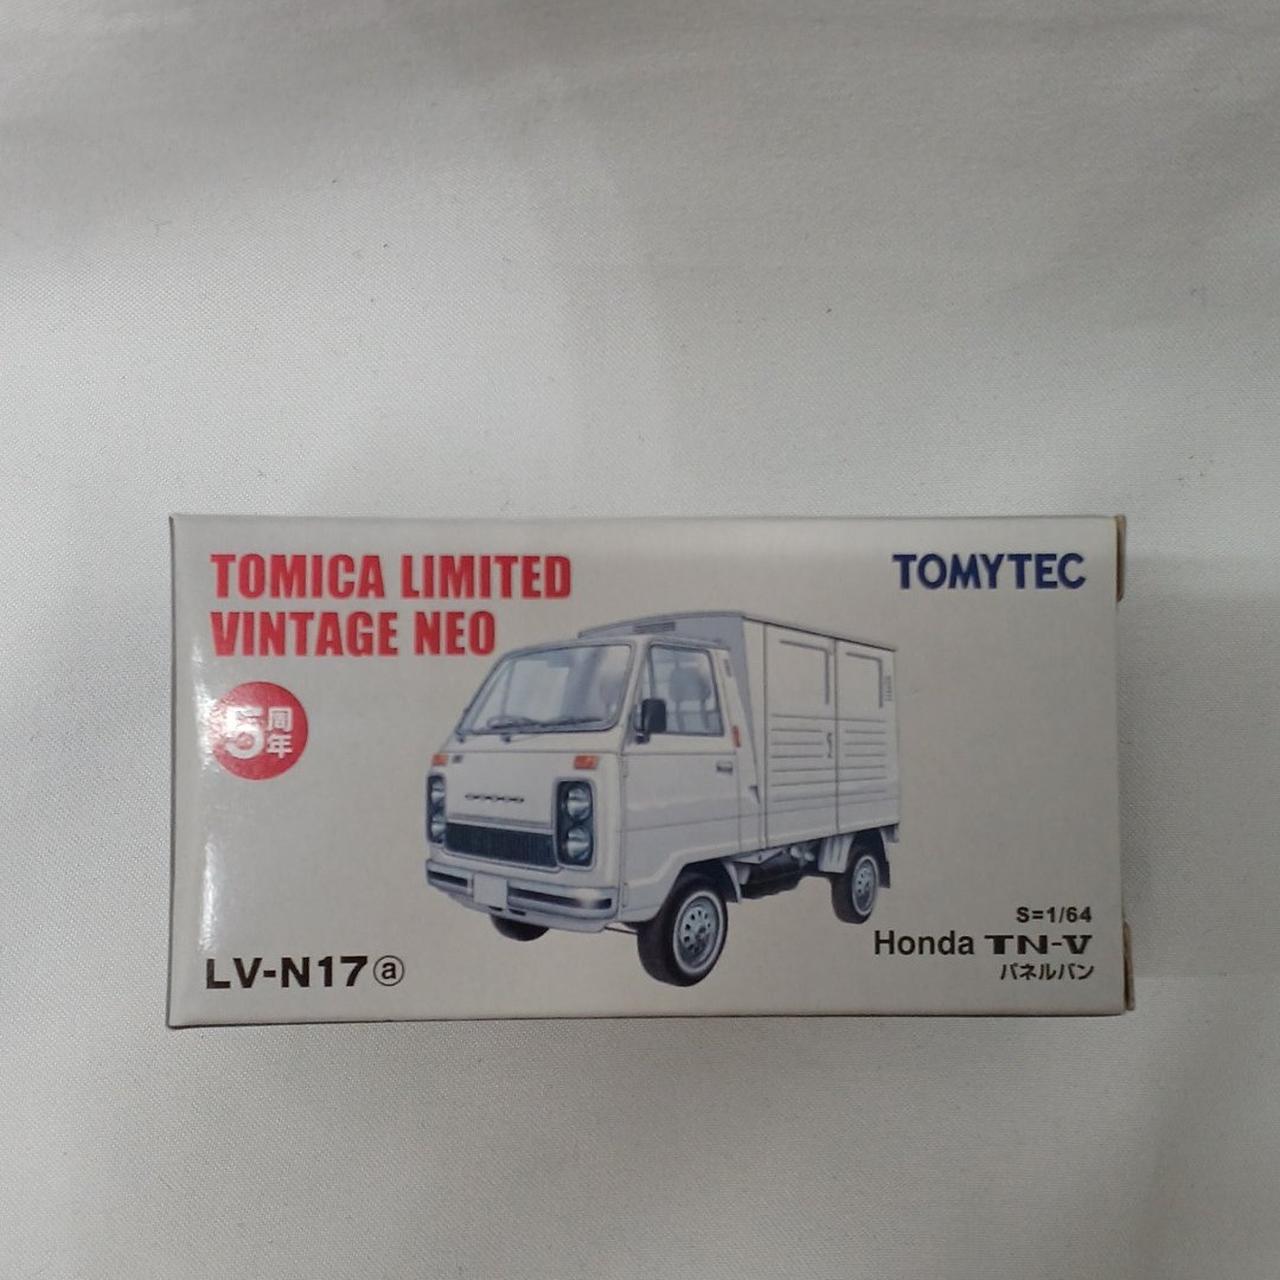 TOMICA LIMITED
VINTAGE NEO
TOMYTEC
5周年
S=1/64
Honda TN-V
パネルバン
LV-N17ⓐ